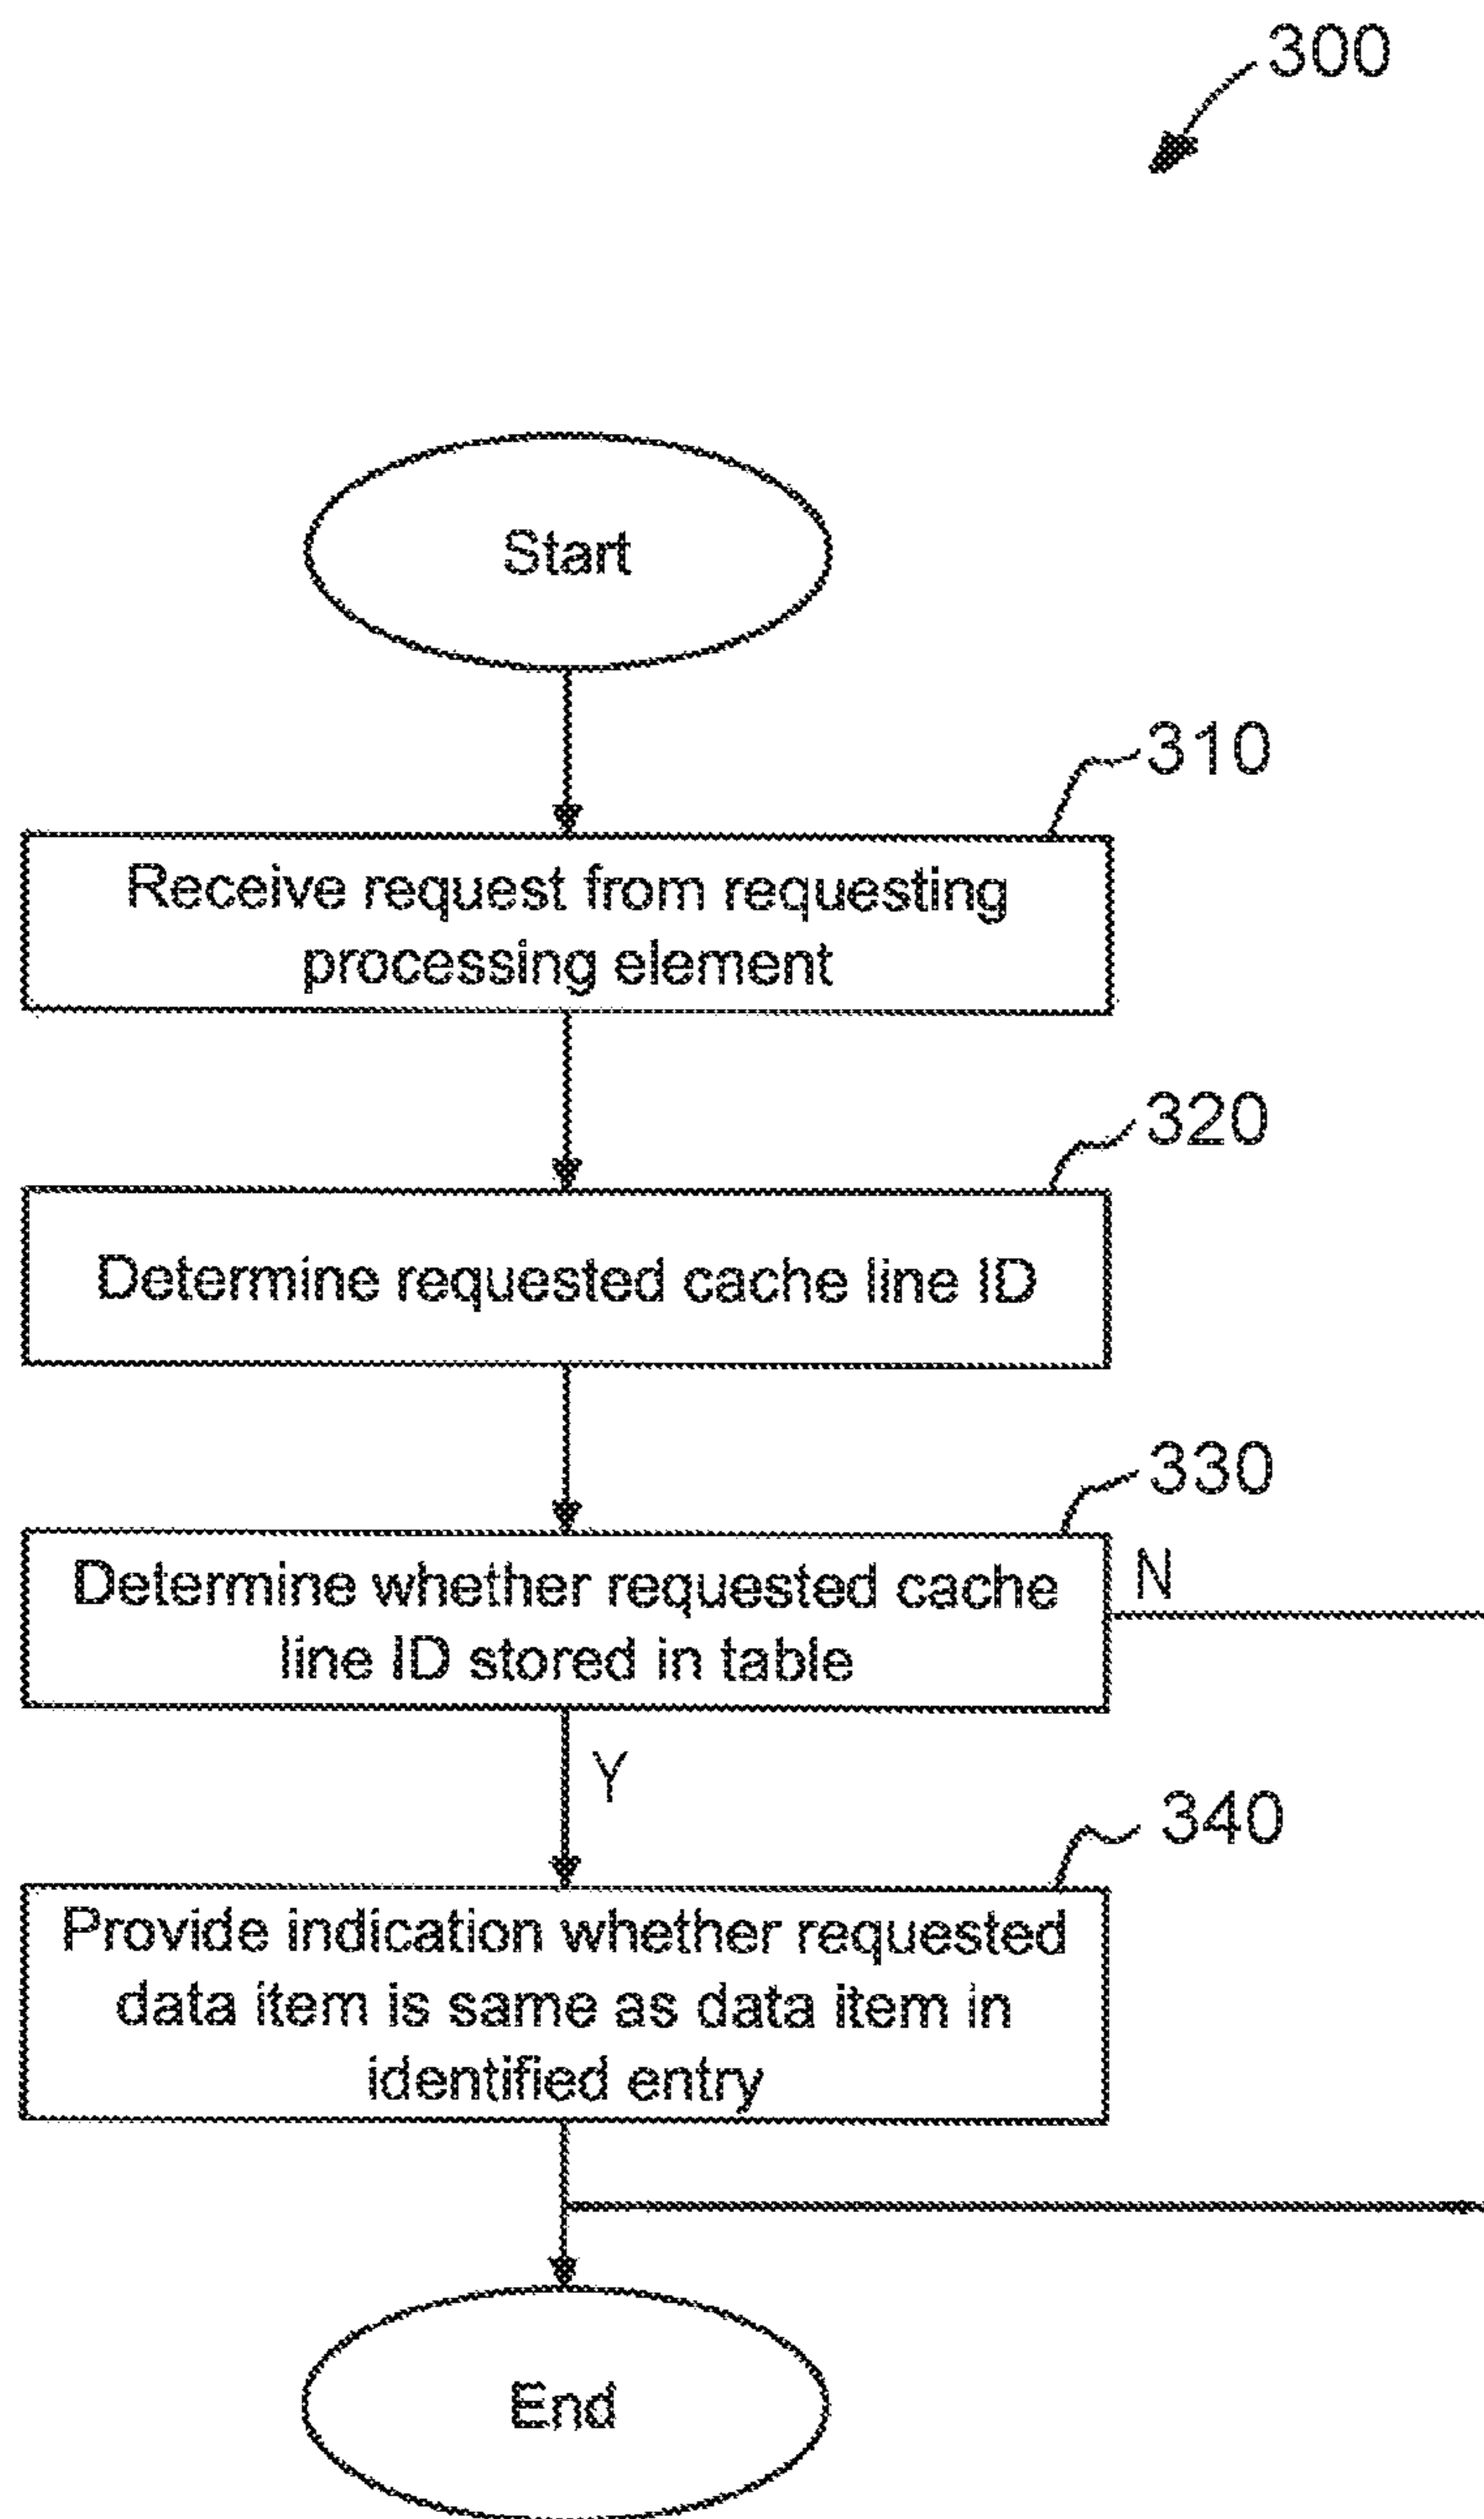 300
Start
310
Receive request from requesting
processing element
320
Determine requested cache line ID
330
Determine whether requested cache
line ID stored in table
N
Y
340
Provide indication whether requested
data item is same as data item in
identified entry
End